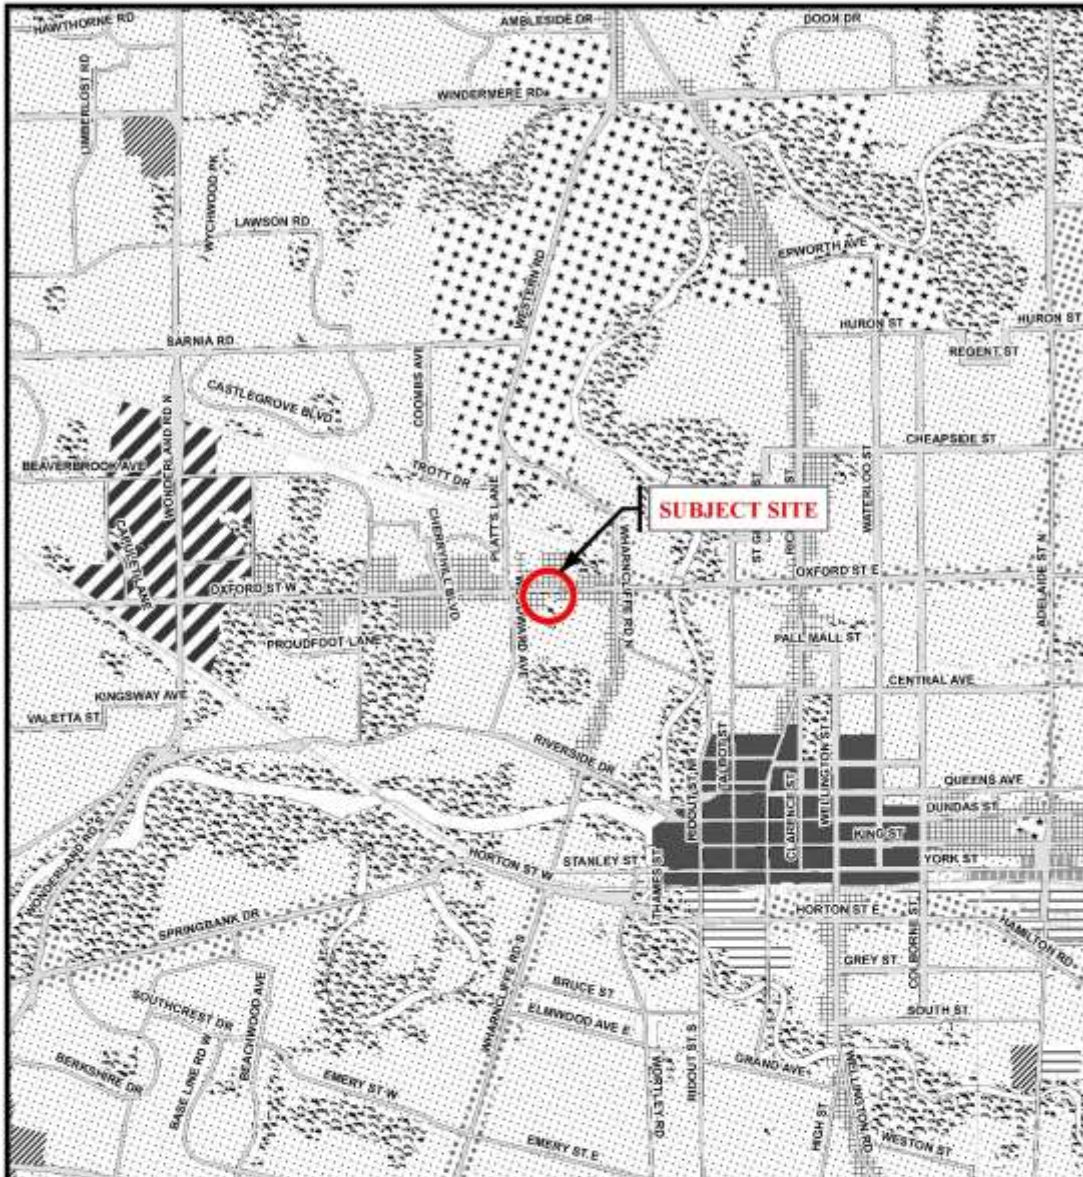 HAWTHORNE RD
AMBLESIDE DR
DOON DR
WINDERMERE RD
WYCHWOOD PK
LAWSON RD
EPWORTH AVE
WESTERN RD
HURON ST
HURON ST
SARNIA RD
REGENT ST
COOMBS AVE
CASTLEGROVE BLVD
WONDERLAND RD N
CHEAPSIDE ST
BEAVERBROOK AVE
TROTT DR
PLATT'S LANE
WATERLOO ST
SUBJECT SITE
CHERRYHILL BLVD
WHARNCLIFFE RD N
CAPULET LANE
OXFORD ST W
OXFORD ST E
ADELAIDE ST N
PROUDFOOT LANE
PALL MALL ST
KINGSWAY AVE
CENTRAL AVE
VALETTA ST
RIVERSIDE DR
TALBOT ST
WELLINGTON ST
CLARENCE ST
QUEENS AVE
DUNDAS ST
KING ST
WONDERLAND RD S
HORTON ST W
STANLEY ST
THAMES ST
YORK ST
SPRINGBANK DR
HORTON ST E
COLBORNE ST
HAMILTON RD
WHARNCLIFFE RD S
GREY ST
BRUCE ST
SOUTHCREST DR
BEACHWOOD AVE
ELMWOOD AVE E
SOUTH ST
BASE LINE RD W
BERKSHIRE DR
EMERY ST W
WORTLEY RD
RIDOUT ST S
GRAND AVE
HIGH ST
WELLINGTON RD
WESTON ST
EMERY ST E